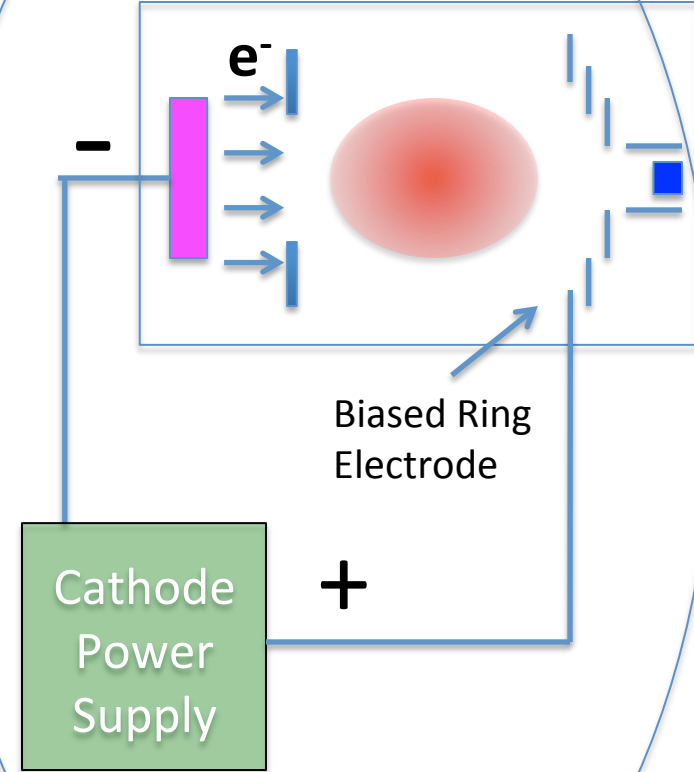 e-
-
Biased Ring
Electrode
+
Cathode
Power
Supply